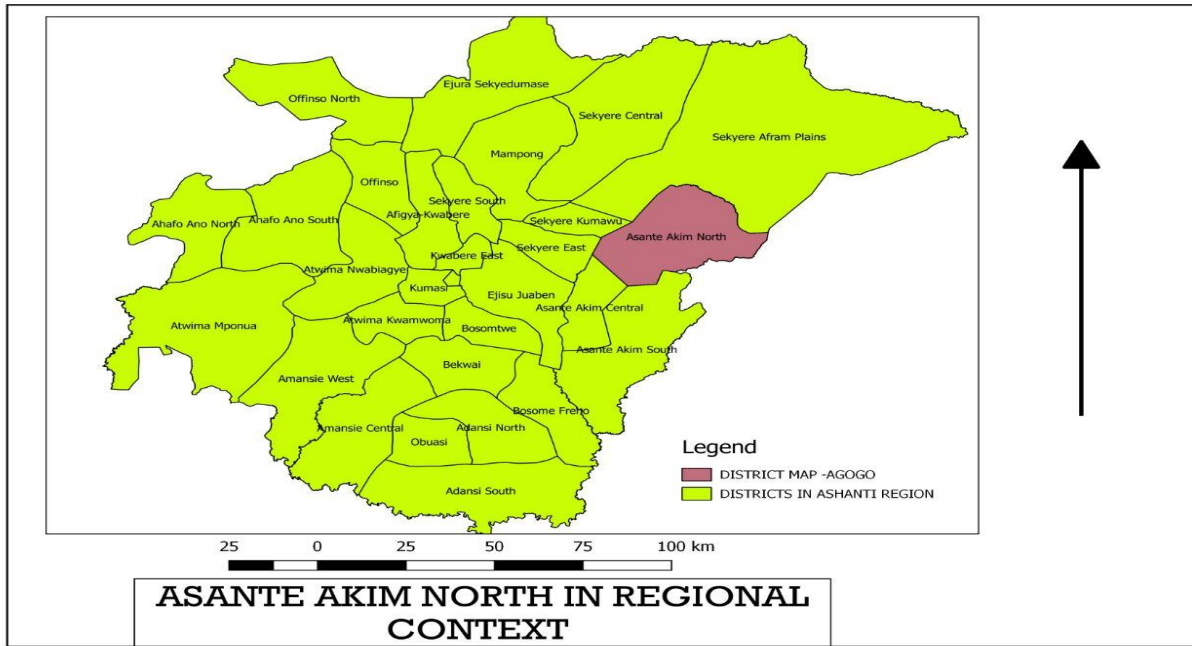 Ejura Sekyedumase
Offinso North
Sekyere Central
Sekyere Afram Plains
Mampong
Offinso
Sekyere South
Afigya-Kwabere
Ahafo Ano North
Ahafo Ano South
Sekyere Kumawu
Asante Akim North
Sekyere East
Kwabere East
Atwima Nwabiagye
Kumasi
Ejisu Juaben
Asante Akim Central
Atwima Mponua
Atwima Kwamwoma
Bosomtwe
Asante Akim South
Bekwai
Amansie West
Bosome Freho
Amansie Central
Adansi North
Obuasi
Adansi South
Legend
DISTRICT MAP -AGOGO
DISTRICTS IN ASHANTI REGION
25 0 25 50 75 100 km
ASANTE AKIM NORTH IN REGIONAL
CONTEXT